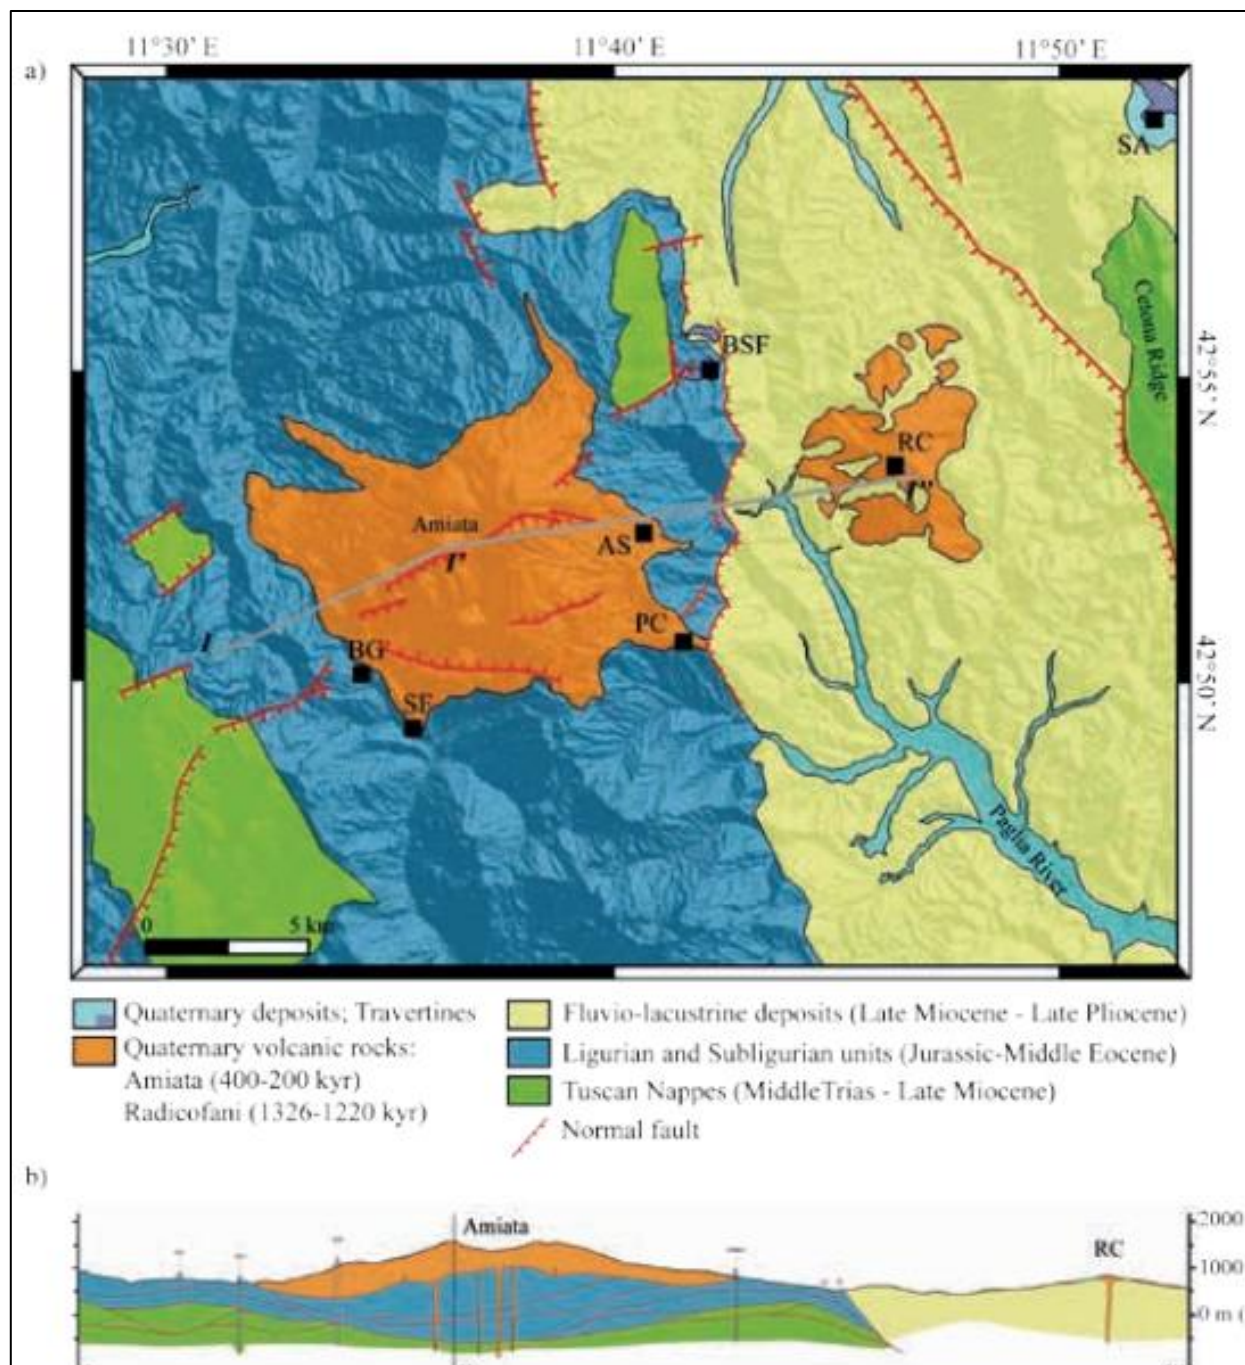 11°30' E 11°40' E 11°50' E
a)
SA
Cetona Ridge
BSF
42°55' N
RC
I''
Amiata
I'
AS
I
BG
PC
SF
42°50' N
Paglia River
0 5 km
Quaternary deposits; Travertines
Quaternary volcanic rocks:
Amiata (400-200 kyr)
Radicofani (1326-1220 kyr)
Fluvio-lacustrine deposits (Late Miocene - Late Pliocene)
Ligurian and Subligurian units (Jurassic-Middle Eocene)
Tuscan Nappes (MiddleTrias - Late Miocene)
Normal fault
b)
Amiata
RC
2000
1000
0 m (